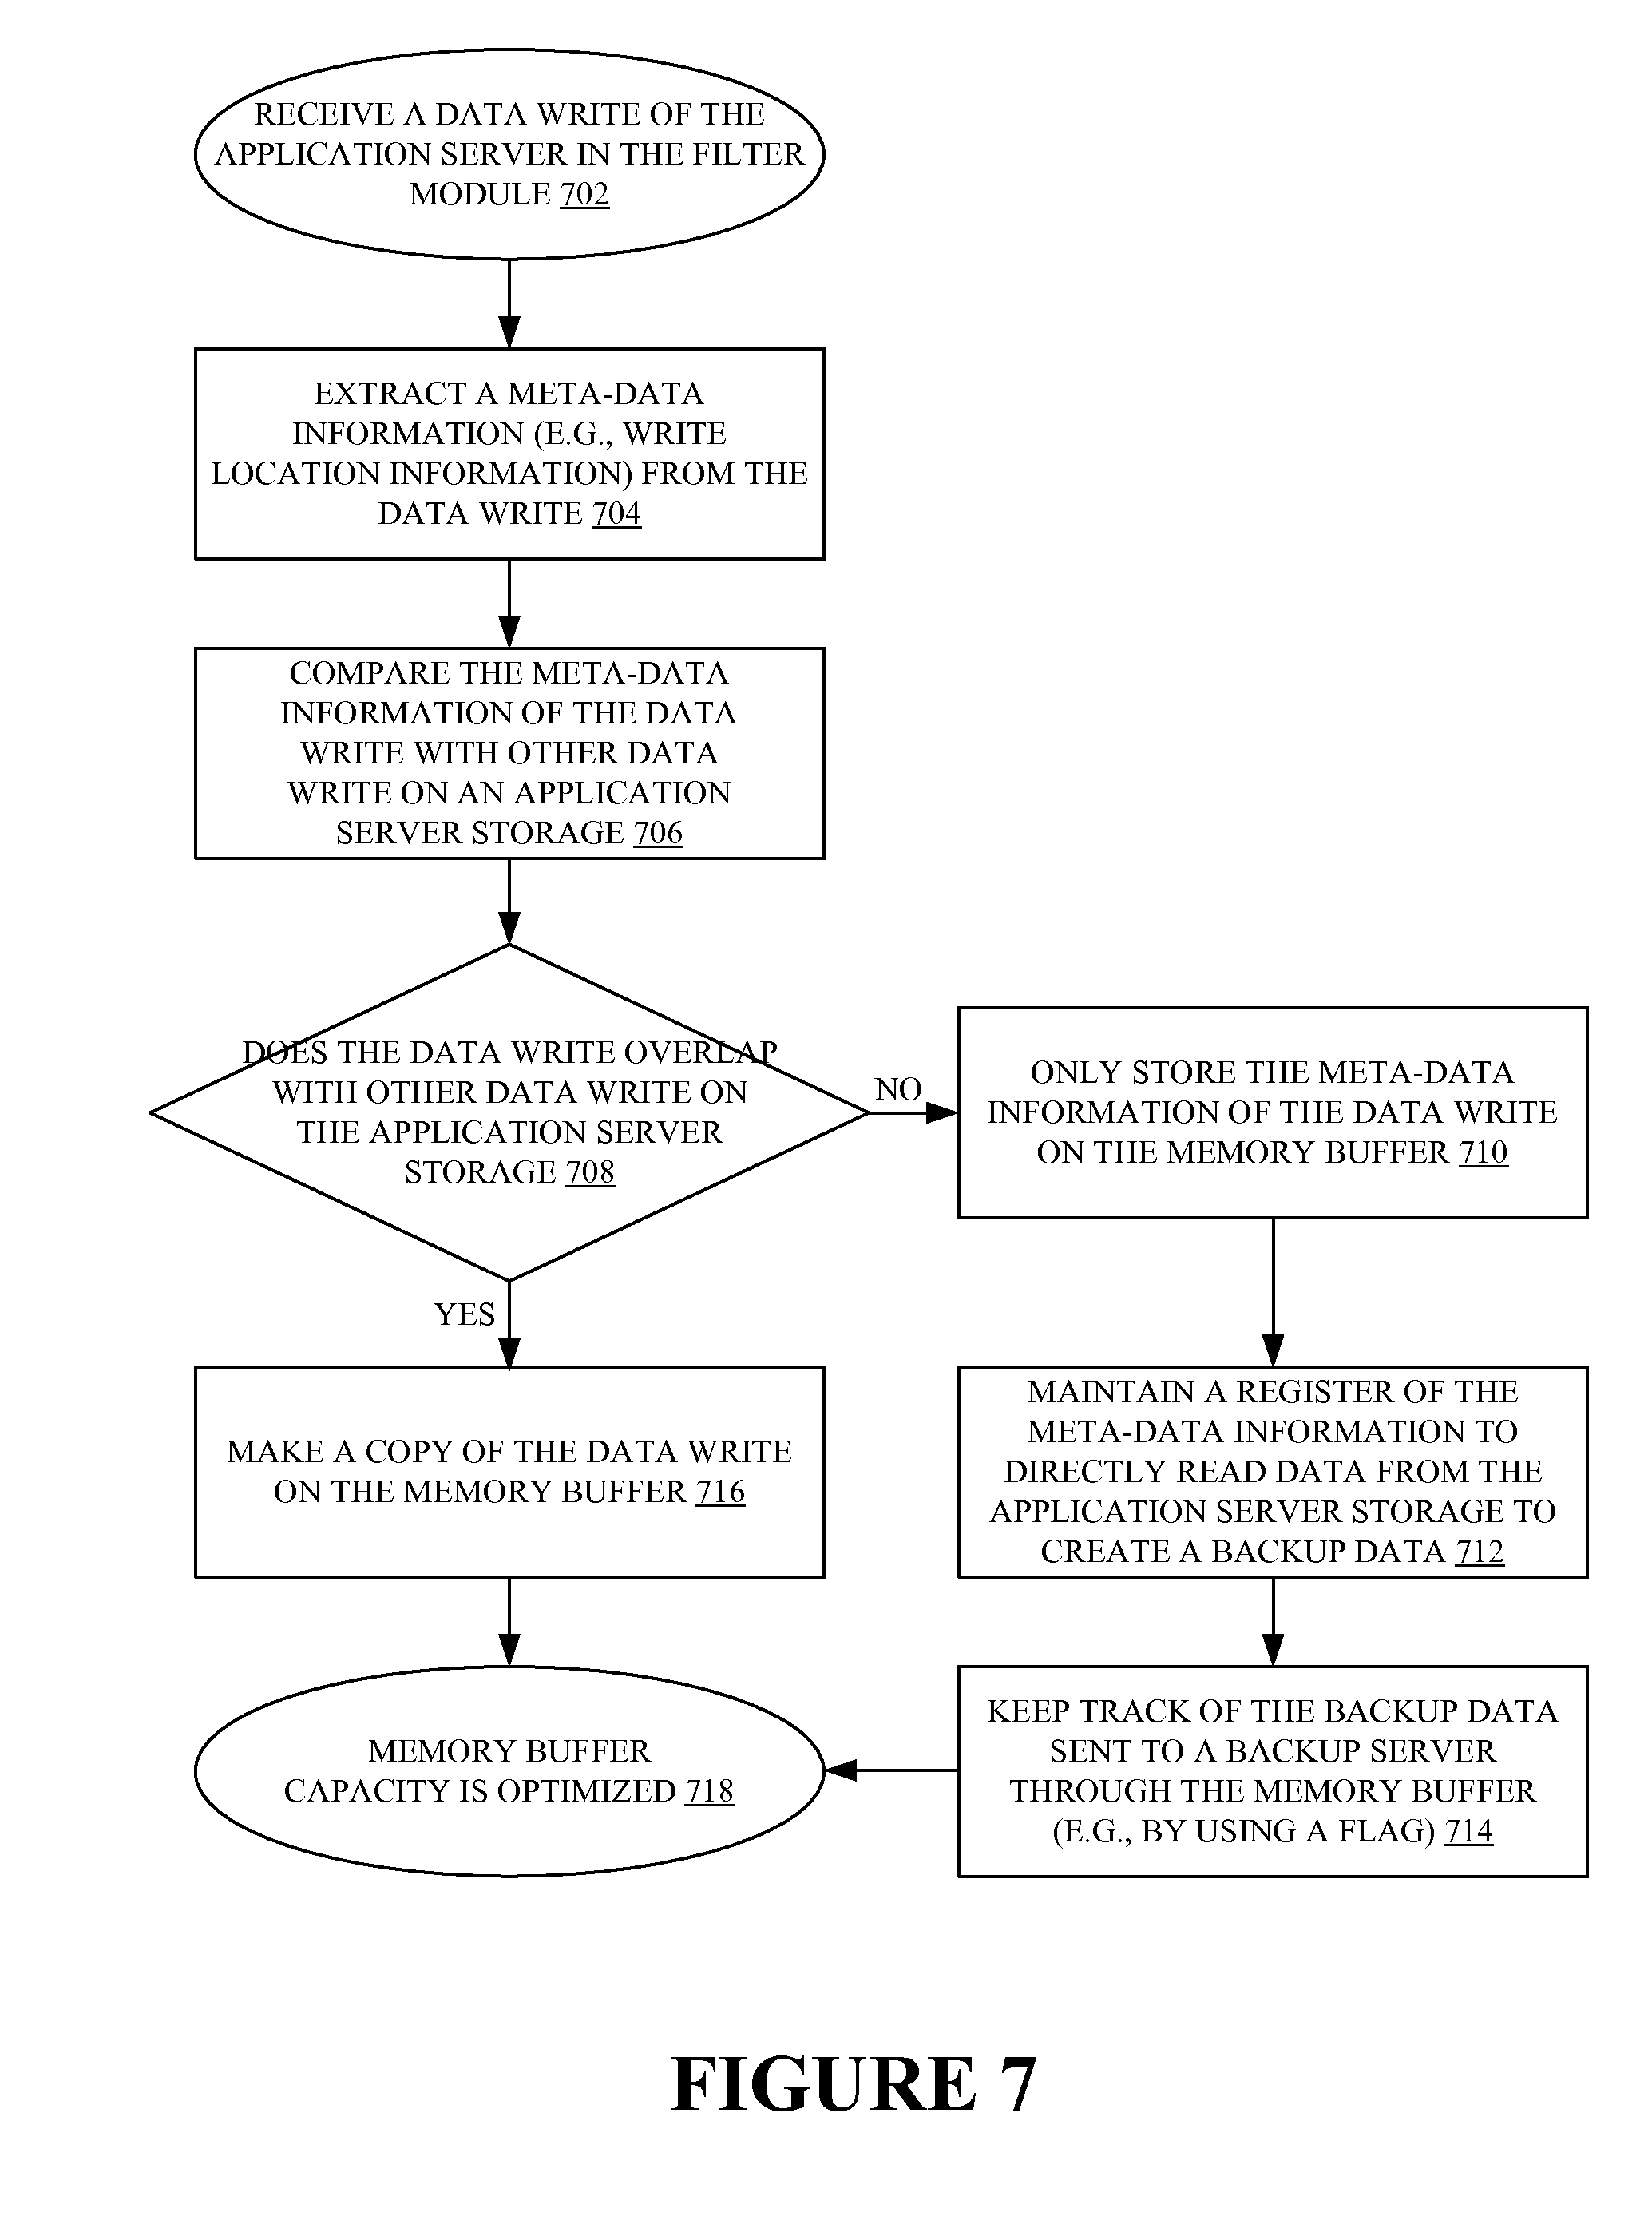 RECEIVE A DATA WRITE OF THE
APPLICATION SERVER IN THE FILTER
MODULE 702
EXTRACT A META-DATA
INFORMATION (E.G., WRITE
LOCATION INFORMATION) FROM THE
DATA WRITE 704
COMPARE THE META-DATA
INFORMATION OF THE DATA
WRITE WITH OTHER DATA
WRITE ON AN APPLICATION
SERVER STORAGE 706
DOES THE DATA WRITE OVERLAP
WITH OTHER DATA WRITE ON
THE APPLICATION SERVER
STORAGE 708
NO
ONLY STORE THE META-DATA
INFORMATION OF THE DATA WRITE
ON THE MEMORY BUFFER 710
YES
MAKE A COPY OF THE DATA WRITE
ON THE MEMORY BUFFER 716
MAINTAIN A REGISTER OF THE
META-DATA INFORMATION TO
DIRECTLY READ DATA FROM THE
APPLICATION SERVER STORAGE TO
CREATE A BACKUP DATA 712
MEMORY BUFFER
CAPACITY IS OPTIMIZED 718
KEEP TRACK OF THE BACKUP DATA
SENT TO A BACKUP SERVER
THROUGH THE MEMORY BUFFER
(E.G., BY USING A FLAG) 714
FIGURE 7